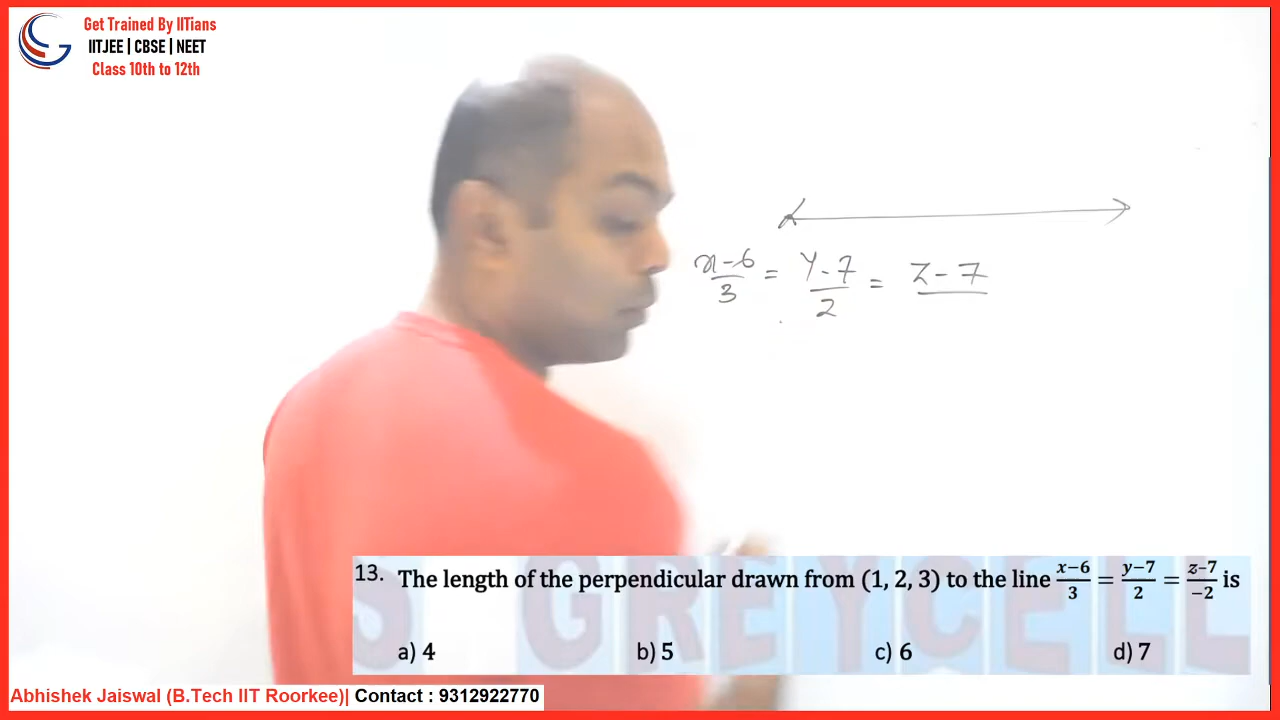 Get Trained By IITians
IITJEE | CBSE | NEET
Class 10th to 12th
x-6/3 = y-7/2 = z-7
13. The length of the perpendicular drawn from (1, 2, 3) to the line x−6/3 = y−7/2 = z−7/−2 is
a) 4 b) 5 c) 6 d) 7
S GREYCELL
Abhishek Jaiswal (B.Tech IIT Roorkee)| Contact : 9312922770